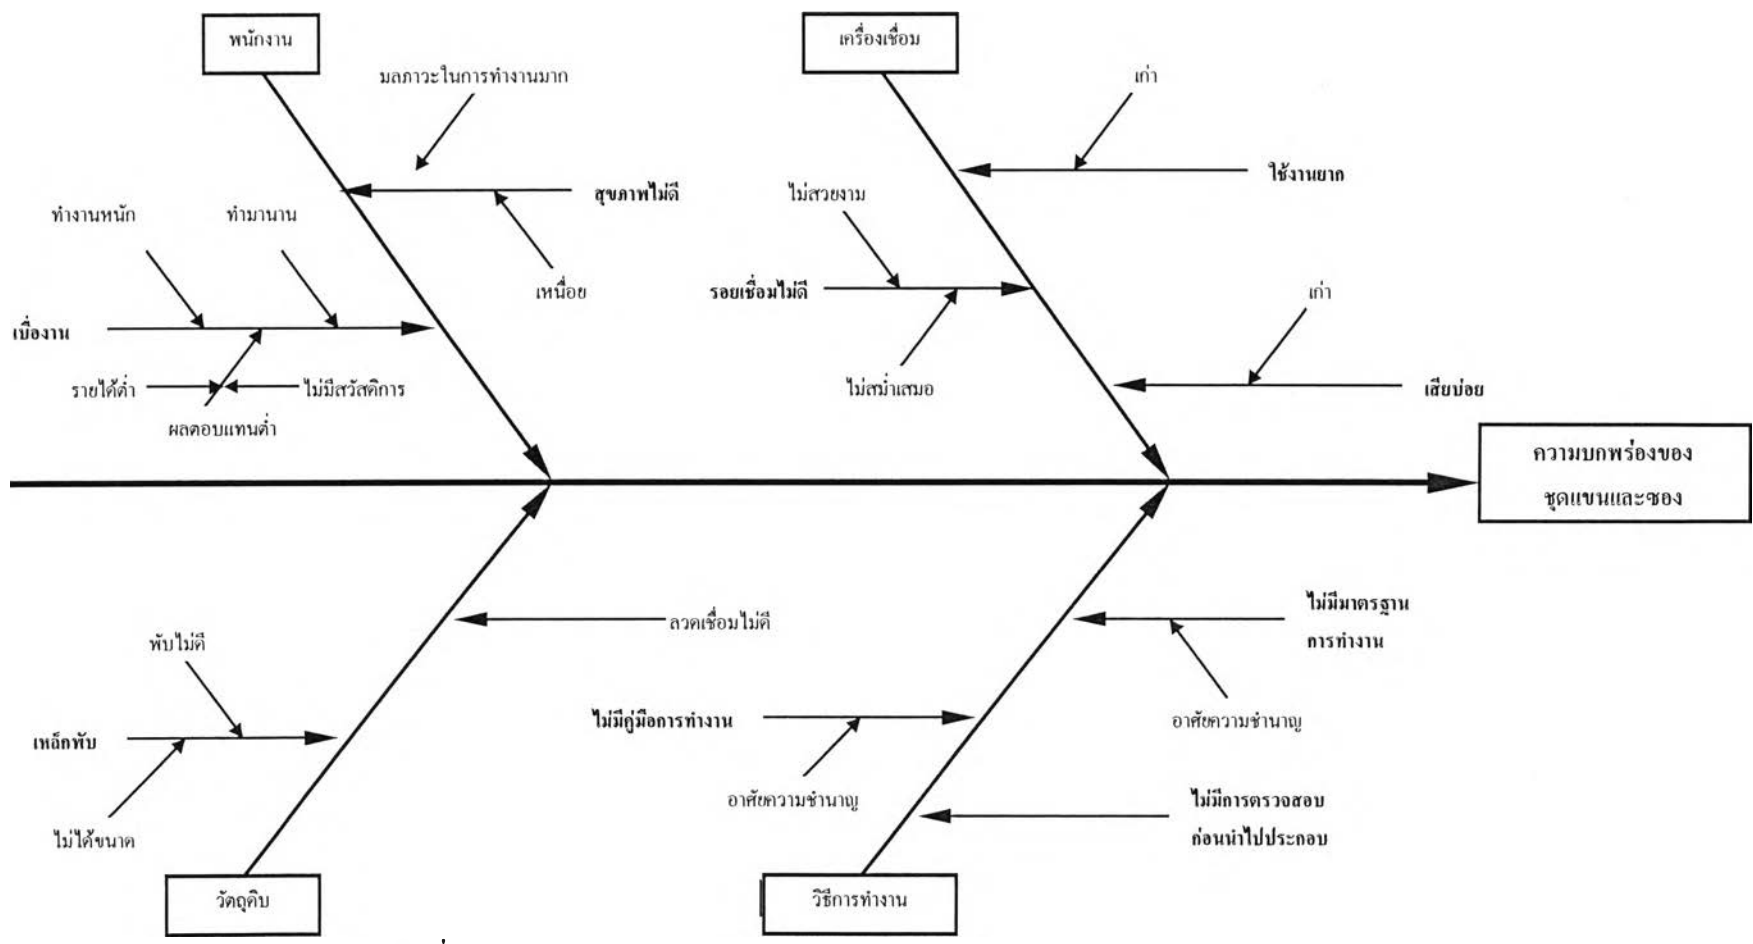 พนักงาน
เครื่องเชื่อม
มลภาวะในการทำงานมาก
เก่า
ใช้งานยาก
สุขภาพไม่ดี
ไม่สวยงาม
ทำงานหนัก
ทำมานาน
เหนื่อย
รอยเชื่อมไม่ดี
เก่า
เบื่องาน
รายได้ต่ำ
ไม่มีสวัสดิการ
ไม่สม่ำเสมอ
เสียบ่อย
ผลตอบแทนต่ำ
ความบกพร่องของ
ชุดแขนและซอง
ไม่มีมาตรฐาน
การทำงาน
ลวดเชื่อมไม่ดี
พับไม่ดี
ไม่มีคู่มือการทำงาน
อาศัยความชำนาญ
เหล็กพับ
อาศัยความชำนาญ
ไม่มีการตรวจสอบ
ก่อนนำไปประกอบ
ไม่ได้ขนาด
วัตถุดิบ
วิธีการทำงาน